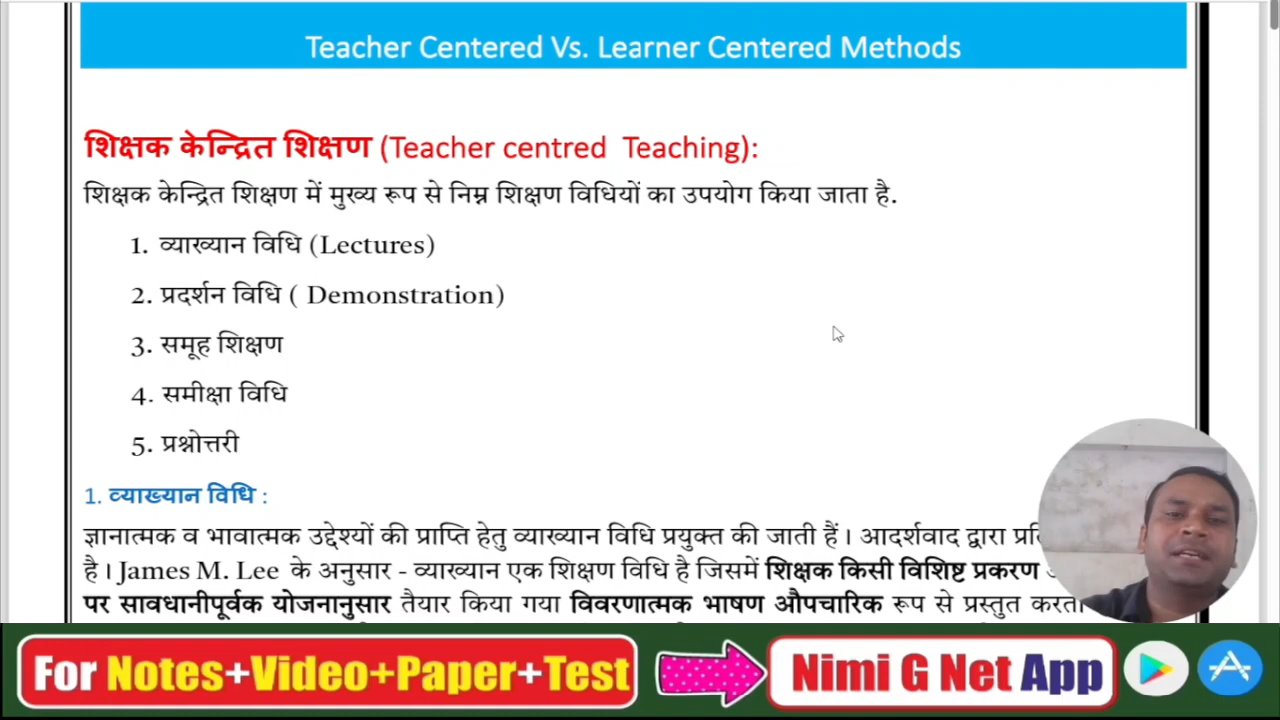 Teacher Centered Vs. Learner Centered Methods
शिक्षक केन्द्रित शिक्षण (Teacher centred Teaching):
शिक्षक केन्द्रित शिक्षण में मुख्य रूप से निम्न शिक्षण विधियों का उपयोग किया जाता है.
1. व्याख्यान विधि (Lectures)
2. प्रदर्शन विधि ( Demonstration)
3. समूह शिक्षण
4. समीक्षा विधि
5. प्रश्नोत्तरी
1. व्याख्यान विधि :
ज्ञानात्मक व भावात्मक उद्देश्यों की प्राप्ति हेतु व्याख्यान विधि प्रयुक्त की जाती हैं। आदर्शवाद द्वारा
है। James M. Lee के अनुसार - व्याख्यान एक शिक्षण विधि है जिसमें शिक्षक किसी विशिष्ट प्रकरण
पर सावधानीपूर्वक योजनानुसार तैयार किया गया विवरणात्मक भाषण औपचारिक रूप से प्रस्तुत करता
For Notes+Video+Paper+Test Nimi G Net App